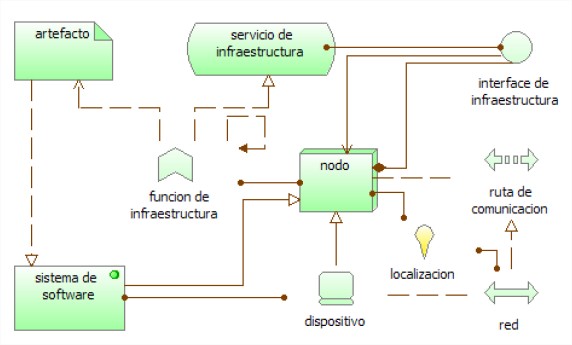 artefacto
servicio de
infraestructura
interface de
infraestructura
nodo
funcion de
infraestructura
ruta de
comunicacion
localizacion
sistema de
software
dispositivo
red